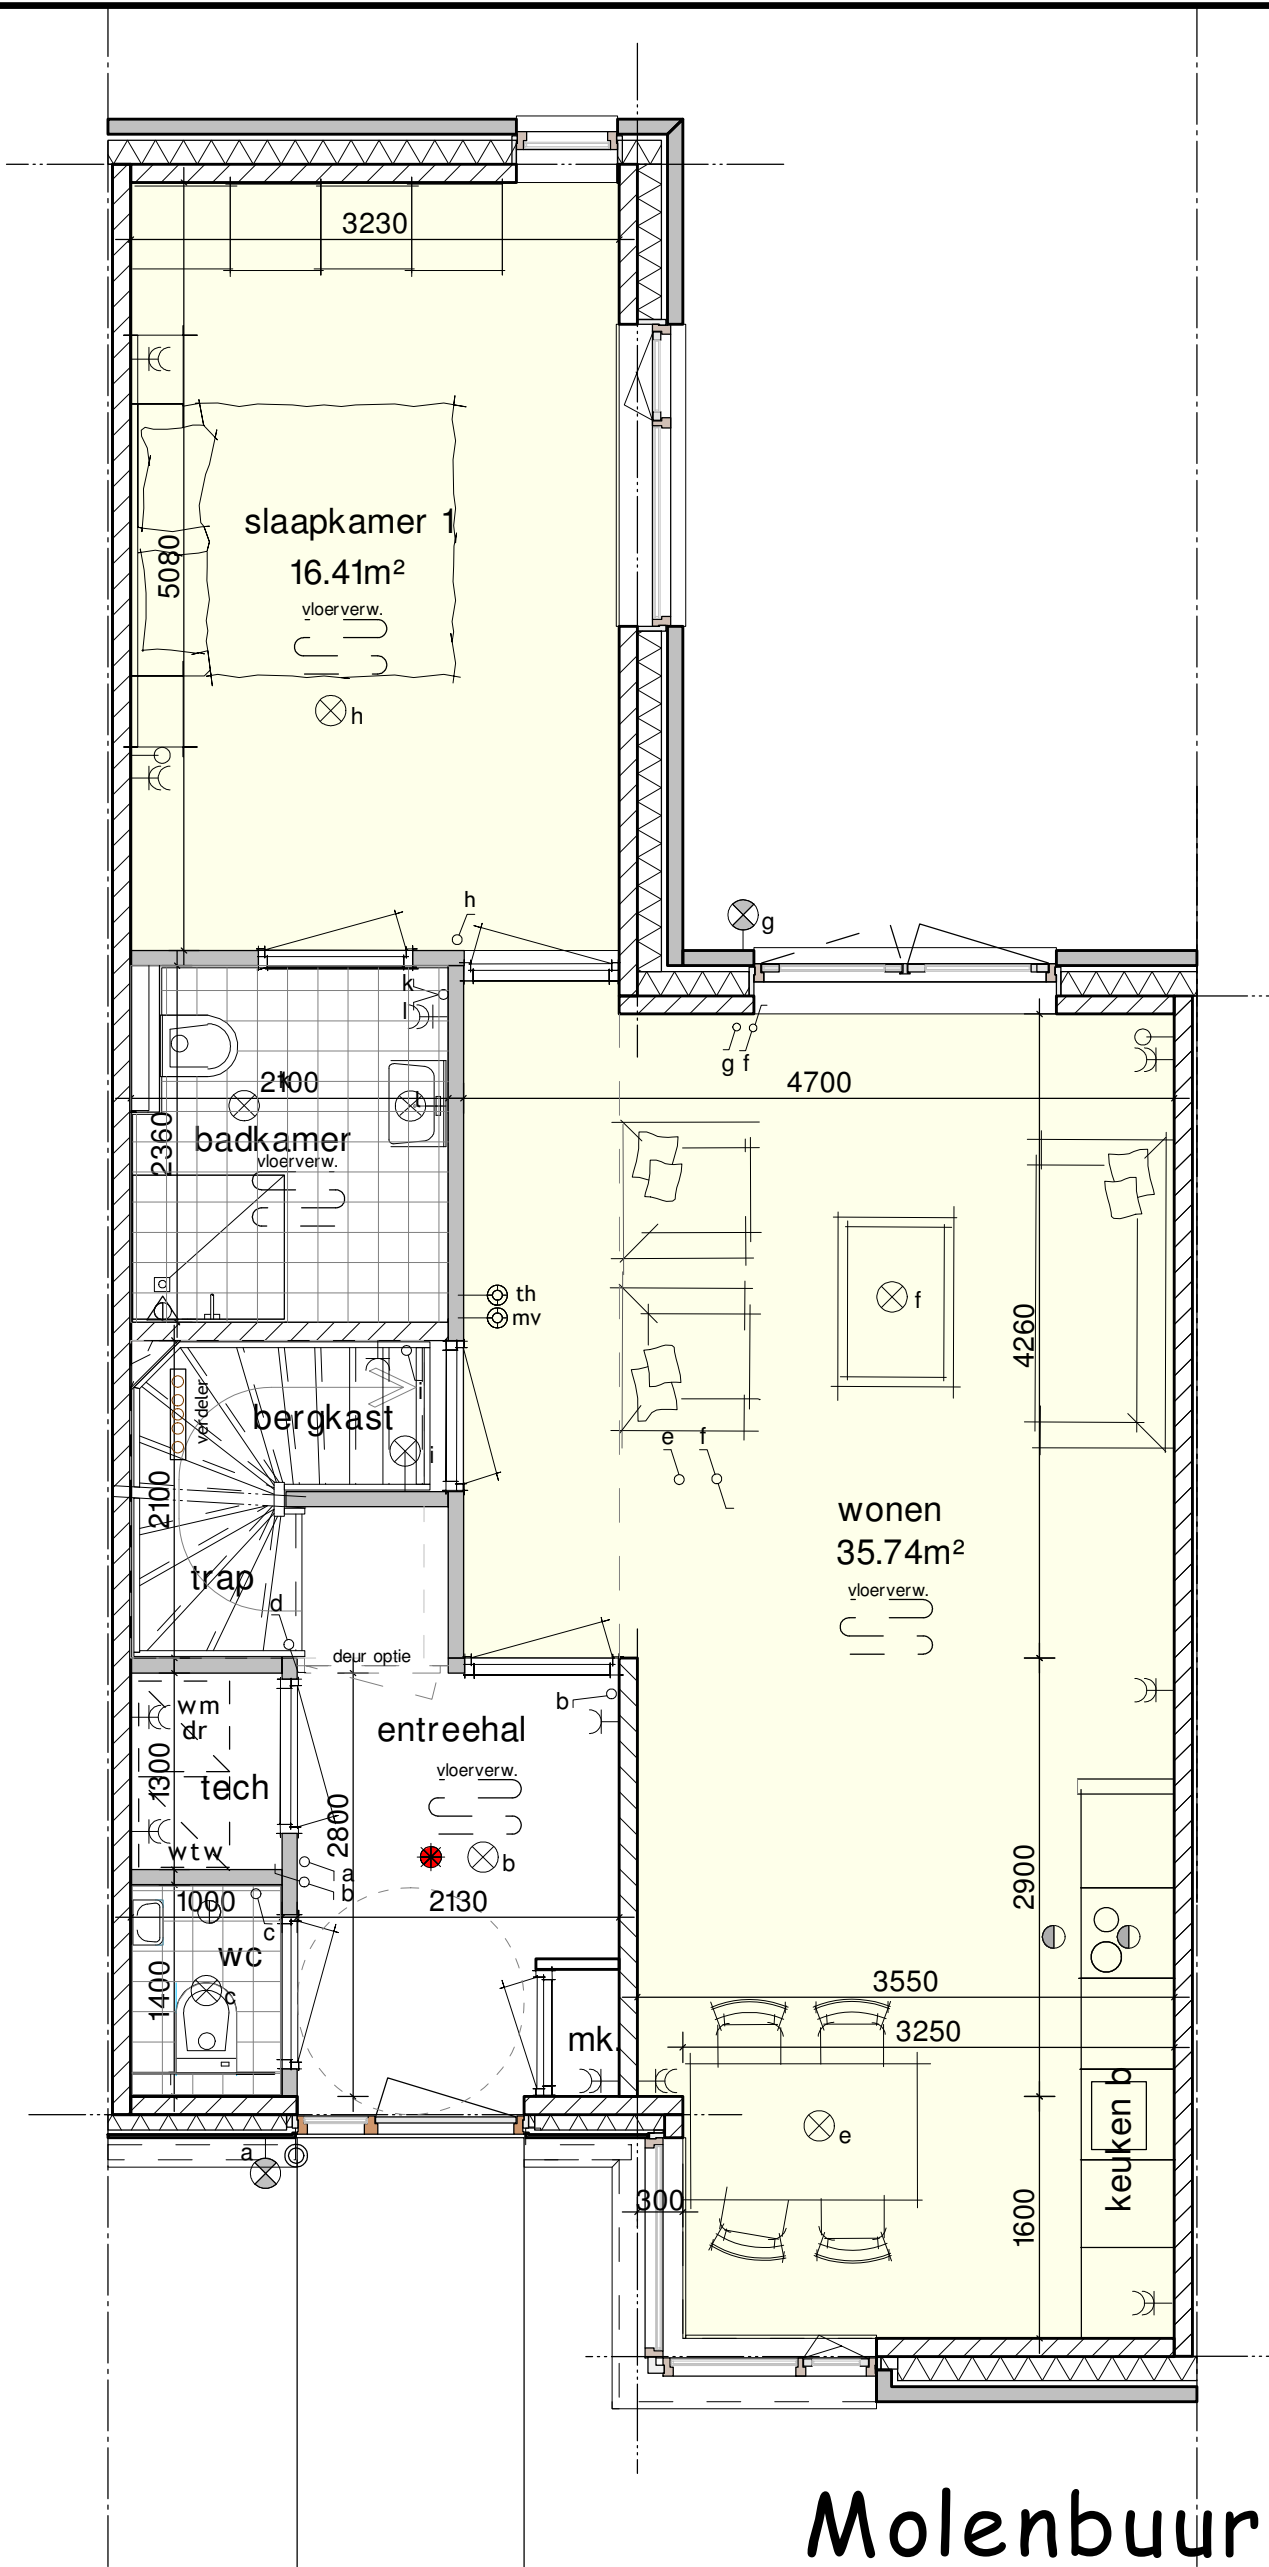 3230
slaapkamer 1
16.41m²
5080
vloerverw.
h
h
g
k
l
g f
2100
k
4700
l
2360
badkamer
vloerverw.
th
mv
f
4260
verdeler
bergkast
i
i
e f
2100
wonen
35.74m²
vloerverw.
trap
d
deur optie
b
wm
dr
entreehal
vloerverw.
1300
tech
2800
wtw
b
a
b
2900
1000
2130
c
wc
c
1400
3550
3250
mk.
e
keuken b
a
300
1600
Molenbuur